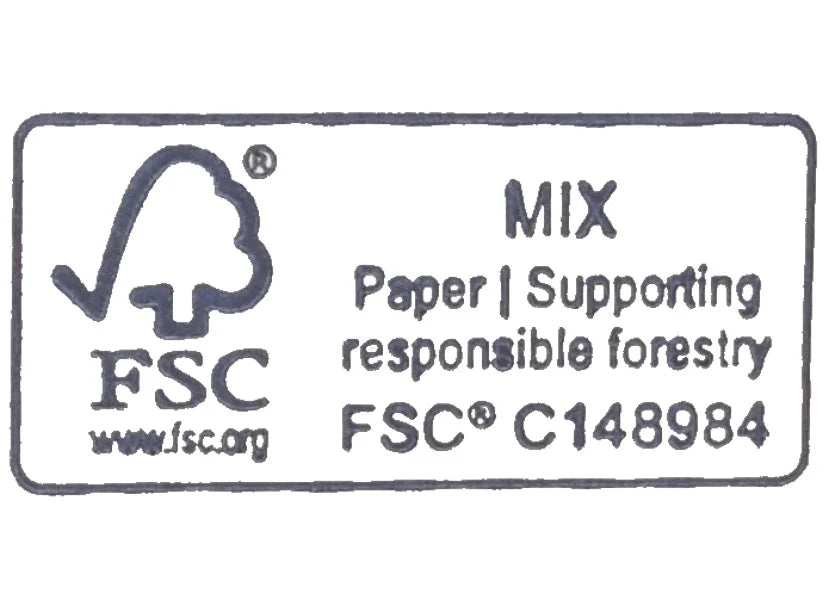 ®
FSC
www.fsc.org
MIX
Paper | Supporting
responsible forestry
FSC® C148984